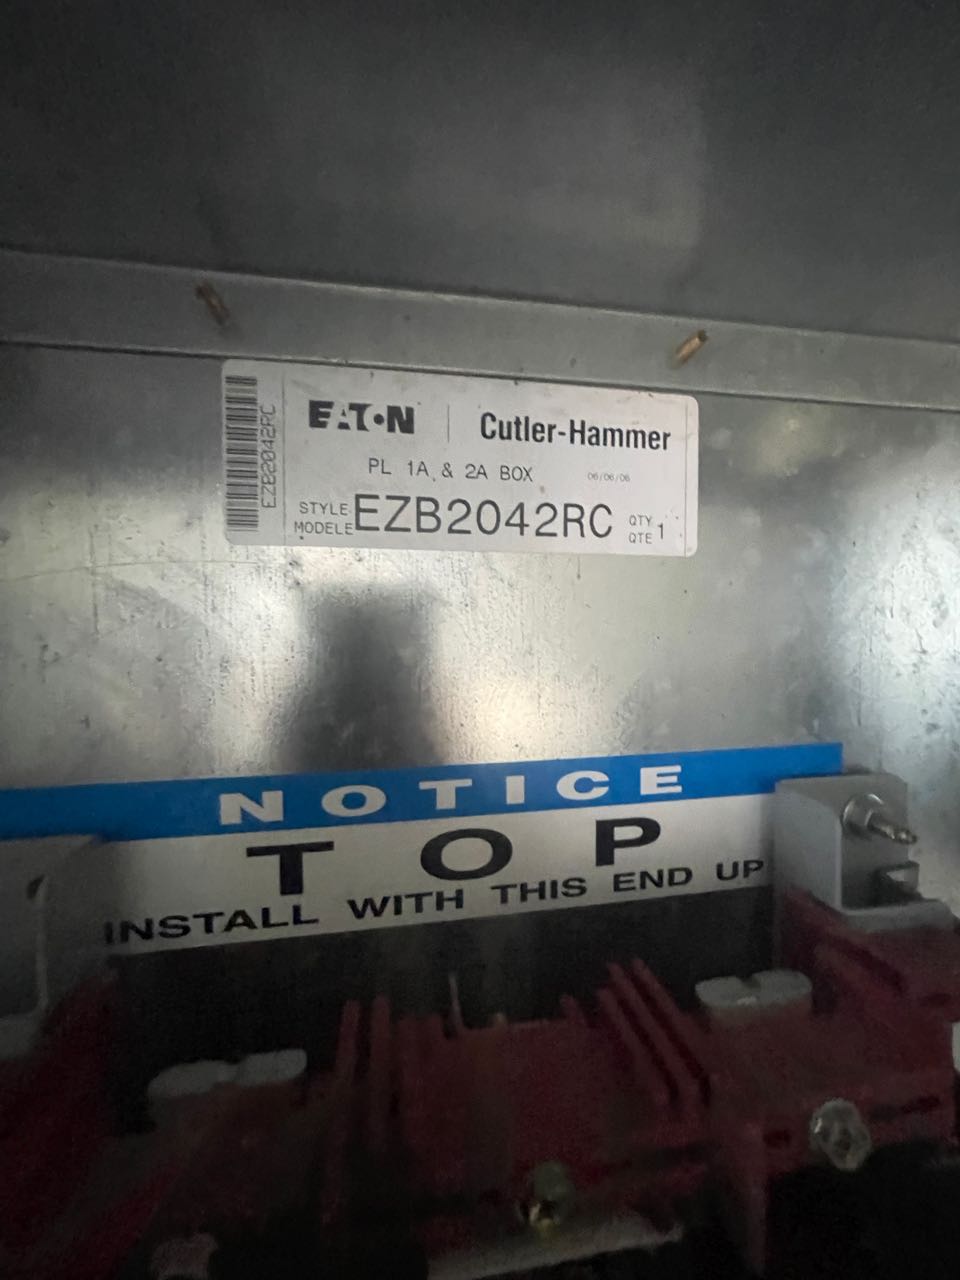 EATON | Cutler-Hammer
PL 1A & 2A BOX 06/06/06
STYLE
MODELE EZB2042RC QTY
QTE 1
EZB2042RC
NOTICE
TOP
INSTALL WITH THIS END UP